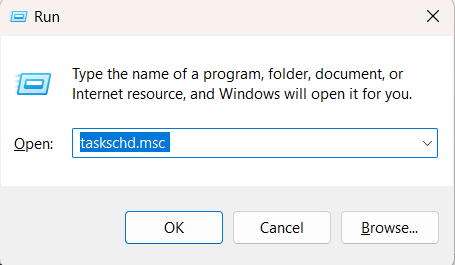 Run
Type the name of a program, folder, document, or
Internet resource, and Windows will open it for you.
Open: taskschd.msc
OK Cancel Browse...